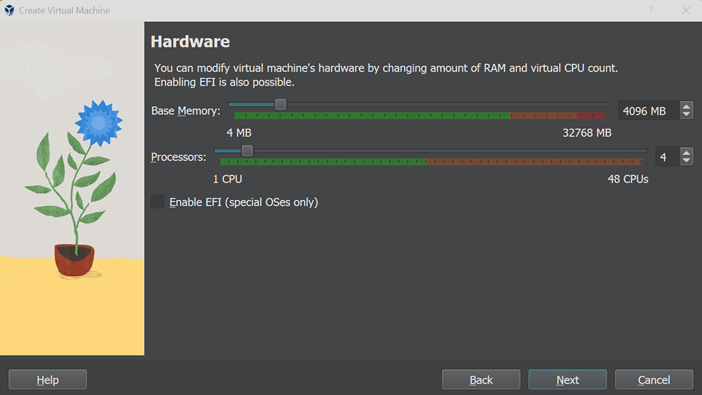 Create Virtual Machine
Hardware
You can modify virtual machine's hardware by changing amount of RAM and virtual CPU count.
Enabling EFI is also possible.
Base Memory:
4096 MB
4 MB
32768 MB
Processors:
4
1 CPU
48 CPUs
Enable EFI (special OSes only)
Help
Back
Next
Cancel